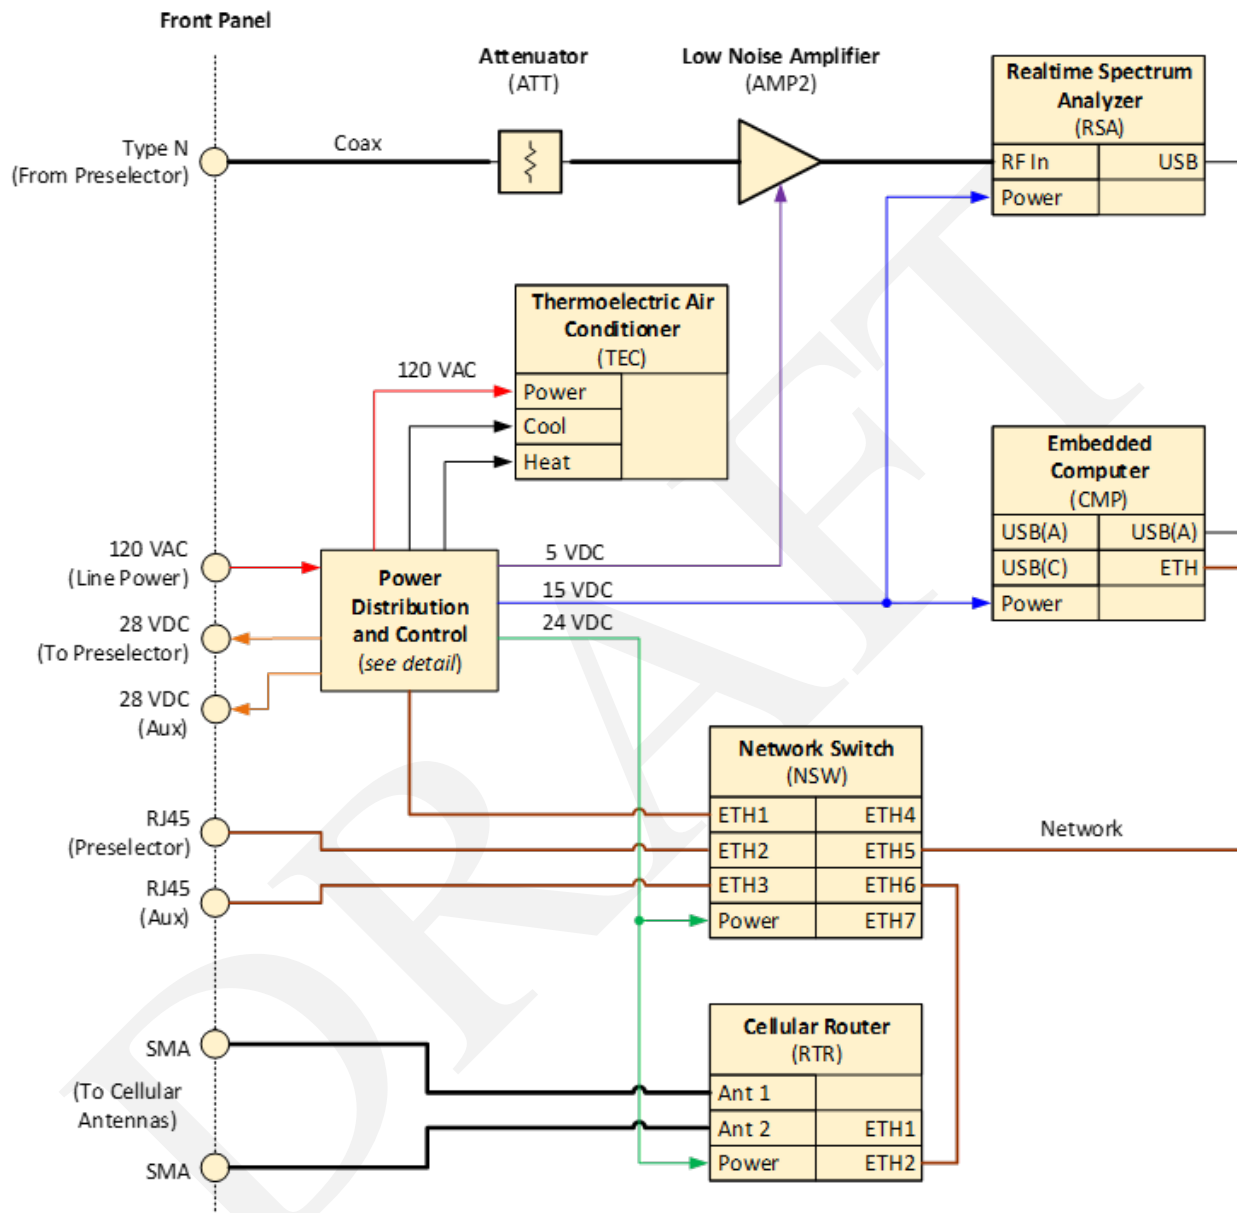 Front Panel
Attenuator
(ATT)
Low Noise Amplifier
(AMP2)
Realtime Spectrum
Analyzer
(RSA)
RF In
USB
Power
Type N
(From Preselector)
Coax
Thermoelectric Air
Conditioner
(TEC)
Power
Cool
Heat
120 VAC
Embedded
Computer
(CMP)
USB(A)
USB(A)
USB(C)
ETH
Power
120 VAC
(Line Power)
28 VDC
(To Preselector)
28 VDC
(Aux)
Power
Distribution
and Control
(see detail)
5 VDC
15 VDC
24 VDC
Network Switch
(NSW)
ETH1
ETH4
ETH2
ETH5
ETH3
ETH6
Power
ETH7
Network
RJ45
(Preselector)
RJ45
(Aux)
Cellular Router
(RTR)
Ant 1
Ant 2
ETH1
Power
ETH2
SMA
(To Cellular
Antennas)
SMA
DRAFT